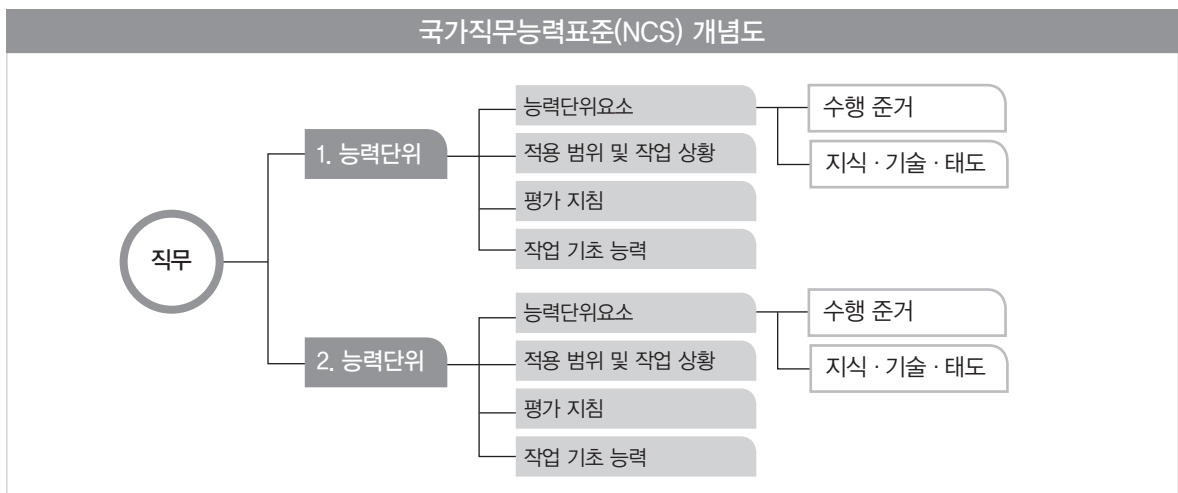 국가직무능력표준(NCS) 개념도
직무
1. 능력단위
능력단위요소
적용 범위 및 작업 상황
평가 지침
작업 기초 능력
수행 준거
지식 · 기술 · 태도
2. 능력단위
능력단위요소
적용 범위 및 작업 상황
평가 지침
작업 기초 능력
수행 준거
지식 · 기술 · 태도